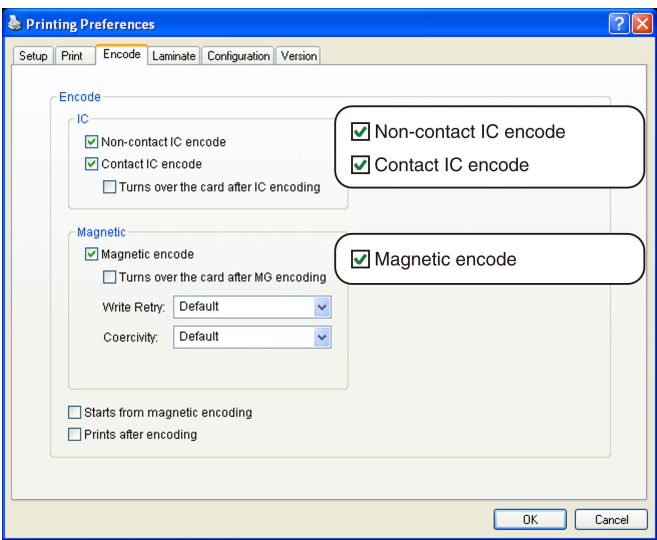 Printing Preferences
Setup Print Encode Laminate Configuration Version
Encode
IC
Non-contact IC encode
Contact IC encode
Turns over the card after IC encoding
Non-contact IC encode
Contact IC encode
Magnetic
Magnetic encode
Turns over the card after MG encoding
Write Retry: Default
Coercivity: Default
Magnetic encode
Starts from magnetic encoding
Prints after encoding
OK Cancel